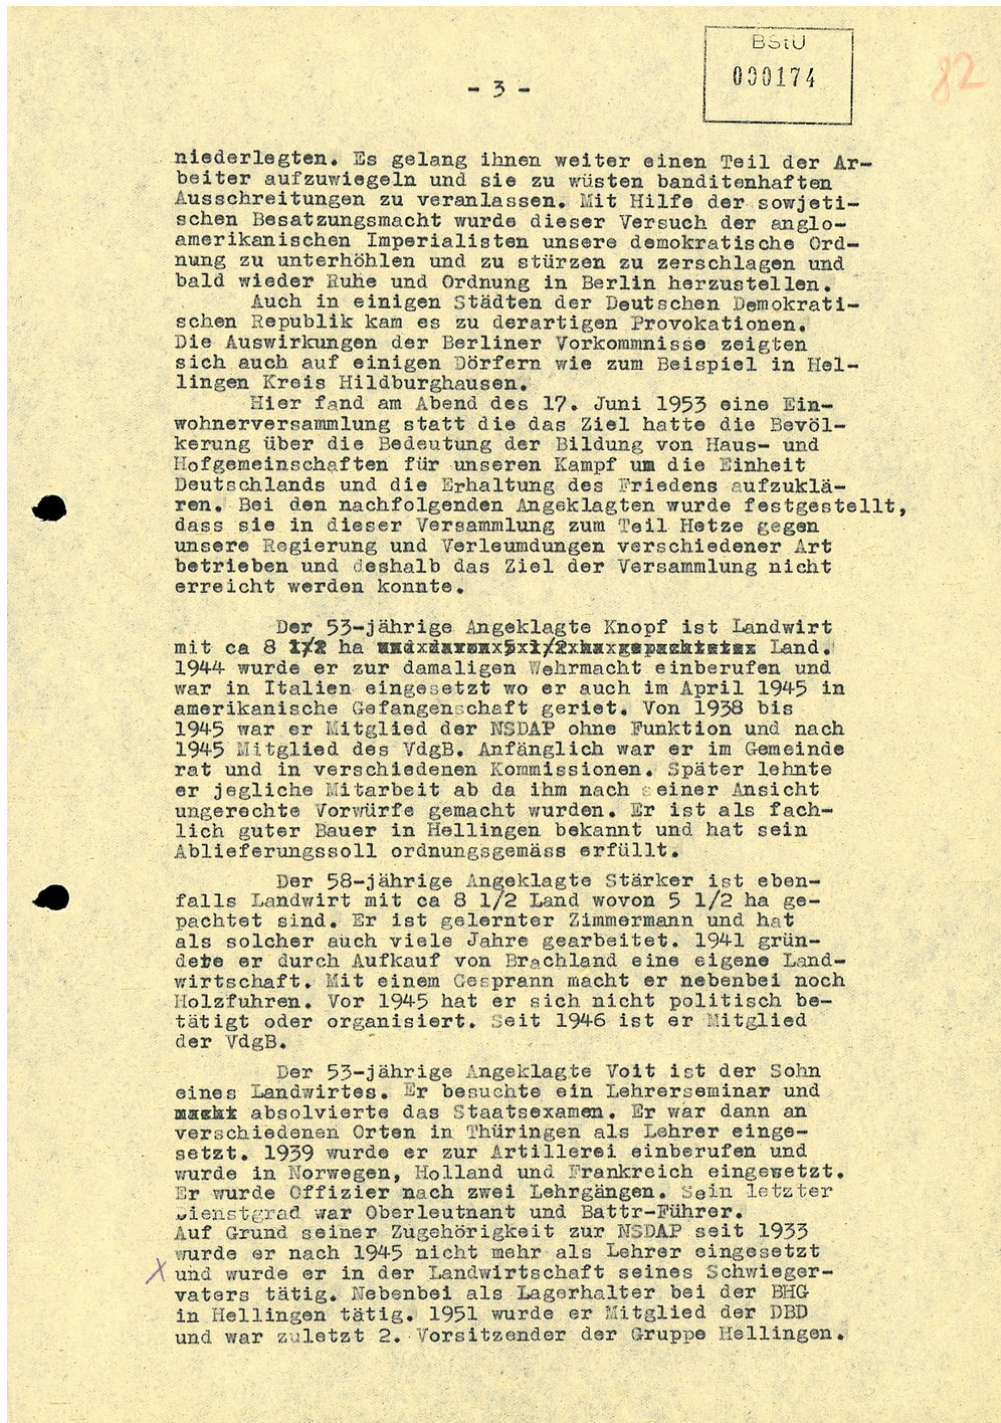 BStU
000174
82
- 3 -
niederlegten. Es gelang ihnen weiter einen Teil der Ar-
beiter aufzuwiegeln und sie zu wüsten banditenhaften
Ausschreitungen zu veranlassen. Mit Hilfe der sowjeti-
schen Besatzungsmacht wurde dieser Versuch der anglo-
amerikanischen Imperialisten unsere demokratische Ord-
nung zu unterhöhlen und zu stürzen zu zerschlagen und
bald wieder Ruhe und Ordnung in Berlin herzustellen.
Auch in einigen Städten der Deutschen Demokrati-
schen Republik kam es zu derartigen Provokationen.
Die Auswirkungen der Berliner Vorkommnisse zeigten
sich auch auf einigen Dörfern wie zum Beispiel in Hel-
lingen Kreis Hildburghausen.
Hier fand am Abend des 17. Juni 1953 eine Ein-
wohnerversammlung statt die das Ziel hatte die Bevöl-
kerung über die Bedeutung der Bildung von Haus- und
Hofgemeinschaften für unseren Kampf um die Einheit
Deutschlands und die Erhaltung des Friedens aufzuklä-
ren. Bei den nachfolgenden Angeklagten wurde festgestellt,
dass sie in dieser Versammlung zum Teil Hetze gegen
unsere Regierung und Verleumdungen verschiedener Art
betrieben und deshalb das Ziel der Versammlung nicht
erreicht werden konnte.
Der 53-jährige Angeklagte Knopf ist Landwirt
mit ca 8 1/2 ha Land.
1944 wurde er zur damaligen Wehrmacht einberufen und
war in Italien eingesetzt wo er auch im April 1945 in
amerikanische Gefangenschaft geriet. Von 1938 bis
1945 war er Mitglied der NSDAP ohne Funktion und nach
1945 Mitglied des VdgB. Anfänglich war er im Gemeinde
rat und in verschiedenen Kommissionen. Später lehnte
er jegliche Mitarbeit ab da ihm nach seiner Ansicht
ungerechte Vorwürfe gemacht wurden. Er ist als fach-
lich guter Bauer in Hellingen bekannt und hat sein
Ablieferungssoll ordnungsgemäss erfüllt.
Der 58-jährige Angeklagte Stärker ist eben-
falls Landwirt mit ca 8 1/2 Land wovon 5 1/2 ha ge-
pachtet sind. Er ist gelernter Zimmermann und hat
als solcher auch viele Jahre gearbeitet. 1941 grün-
dete er durch Aufkauf von Brachland eine eigene Land-
wirtschaft. Mit einem Gesprann macht er nebenbei noch
Holzfuhren. Vor 1945 hat er sich nicht politisch be-
tätigt oder organisiert. Seit 1946 ist er Mitglied
der VdgB.
Der 53-jährige Angeklagte Voit ist der Sohn
eines Landwirtes. Er besuchte ein Lehrerseminar und
macht absolvierte das Staatsexamen. Er war dann an
verschiedenen Orten in Thüringen als Lehrer einge-
setzt. 1939 wurde er zur Artillerei einberufen und
wurde in Norwegen, Holland und Frankreich eingesetzt.
Er wurde Offizier nach zwei Lehrgängen. Sein letzter
Dienstgrad war Oberleutnant und Battr-Führer.
Auf Grund seiner Zugehörigkeit zur NSDAP seit 1933
wurde er nach 1945 nicht mehr als Lehrer eingesetzt
X und wurde er in der Landwirtschaft seines Schwieger-
vaters tätig. Nebenbei als Lagerhalter bei der BHG
in Hellingen tätig. 1951 wurde er Mitglied der DBD
und war zuletzt 2. Vorsitzender der Gruppe Hellingen.